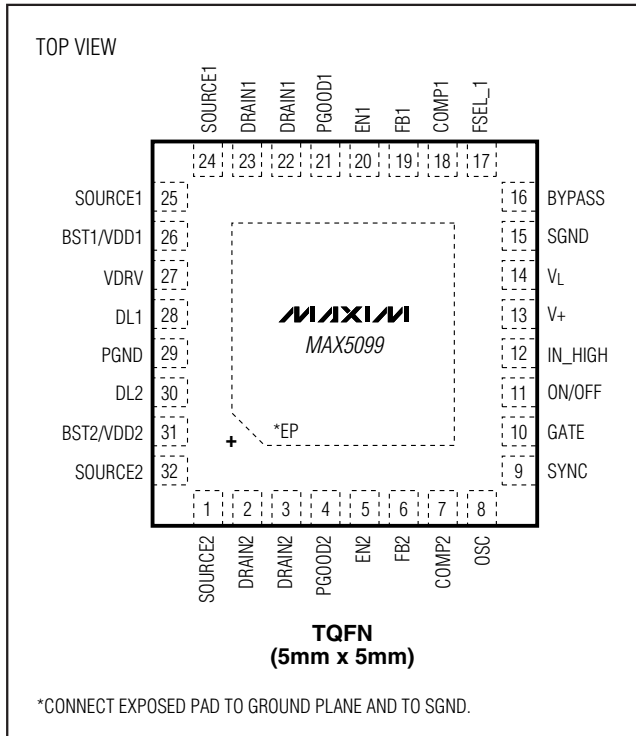 TOP VIEW
SOURCE1
DRAIN1
DRAIN1
PGOOD1
EN1
FB1
COMP1
FSEL_1
24 23 22 21 20 19 18 17
SOURCE1 25
BST1/VDD1 26
VDRV 27
DL1 28
PGND 29
DL2 30
BST2/VDD2 31
SOURCE2 32
MAXIM
MAX5099
*EP
+
16 BYPASS
15 SGND
14 VL
13 V+
12 IN_HIGH
11 ON/OFF
10 GATE
9 SYNC
1 2 3 4 5 6 7 8
SOURCE2
DRAIN2
DRAIN2
PGOOD2
EN2
FB2
COMP2
OSC
TQFN
(5mm x 5mm)
*CONNECT EXPOSED PAD TO GROUND PLANE AND TO SGND.